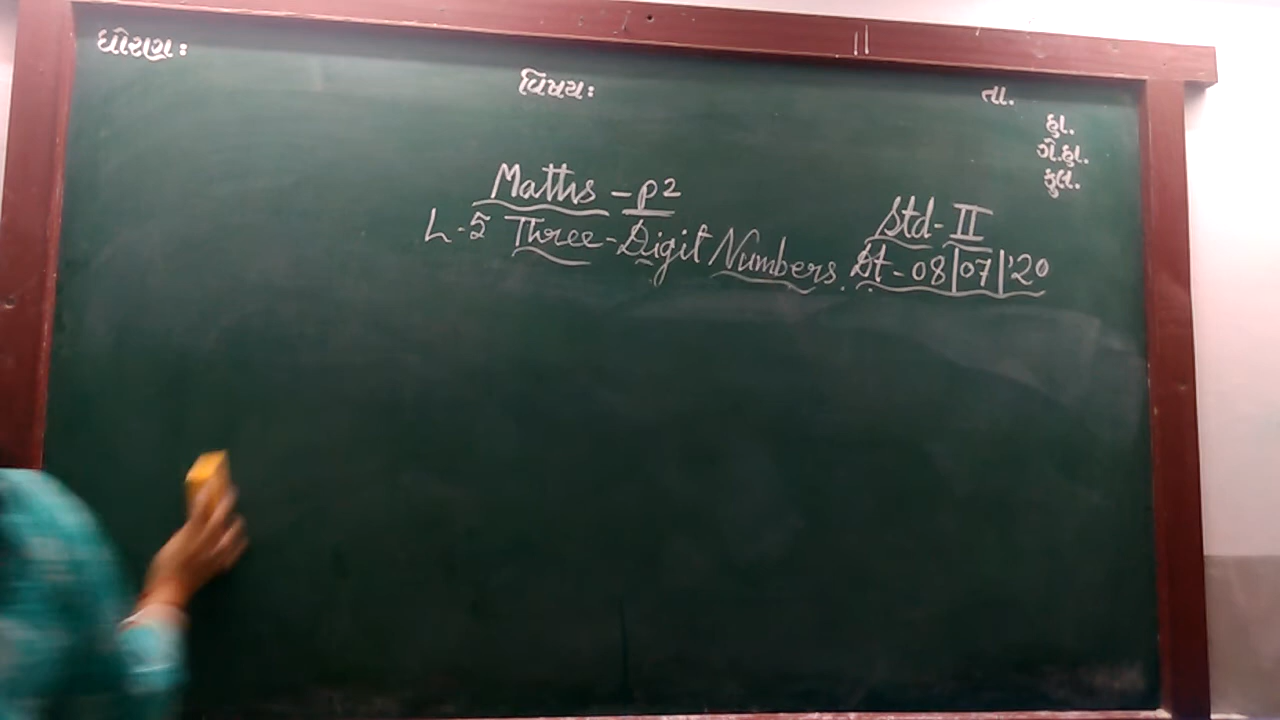 ધોરણ:
વિષય:
તા.
હા.
ગે.હા.
કુલ.
Maths - P2
Std - II
L-5 Three-Digit Numbers.
Dt - 08|07|'20